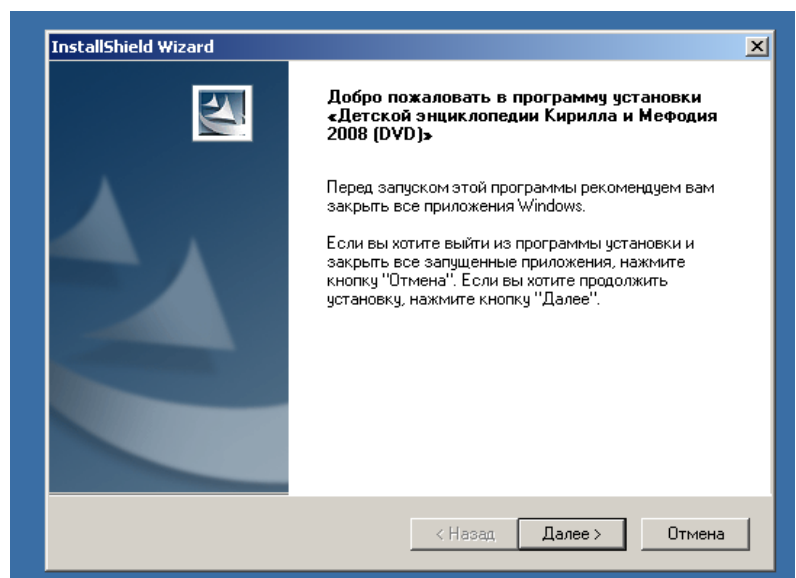 InstallShield Wizard
Добро пожаловать в программу установки
«Детской энциклопедии Кирилла и Мефодия
2008 (DVD)»
Перед запуском этой программы рекомендуем вам
закрыть все приложения Windows.
Если вы хотите выйти из программы установки и
закрыть все запущенные приложения, нажмите
кнопку "Отмена". Если вы хотите продолжить
установку, нажмите кнопку "Далее".
< Назад Далее > Отмена